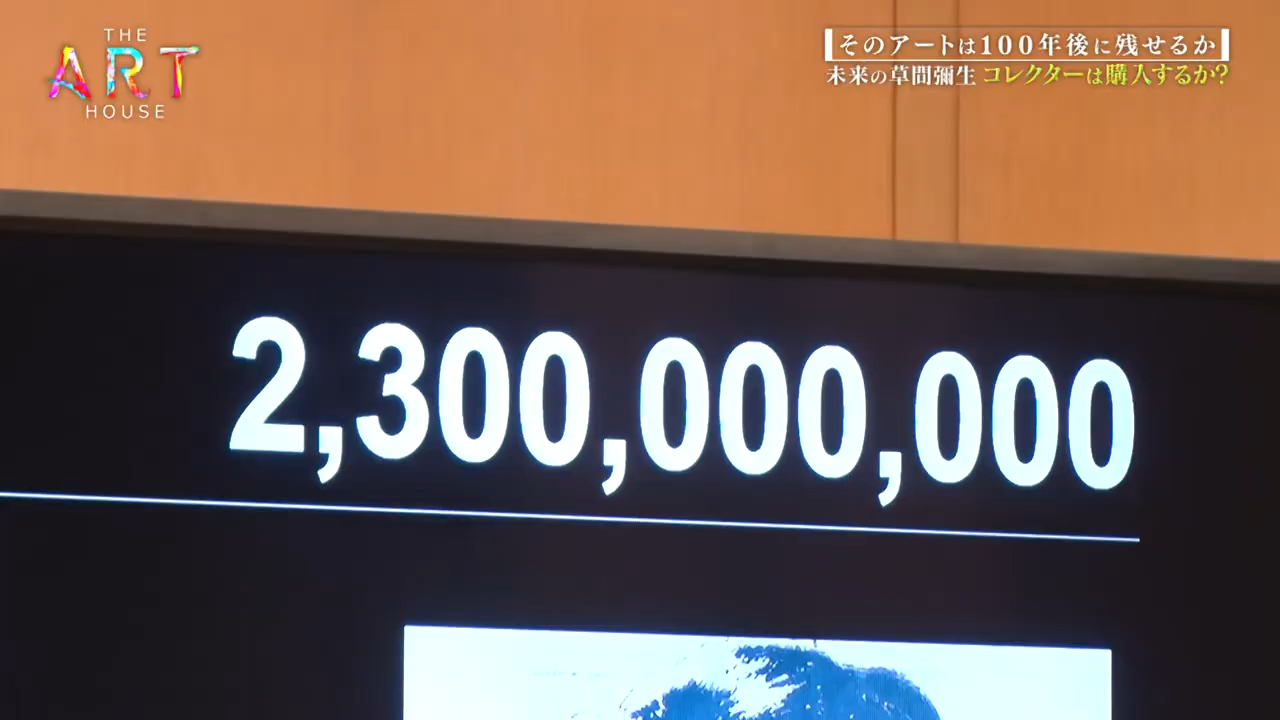 THE
ART
HOUSE
そのアートは100年後に残せるか
未来の草間彌生 コレクターは購入するか?
2,300,000,000